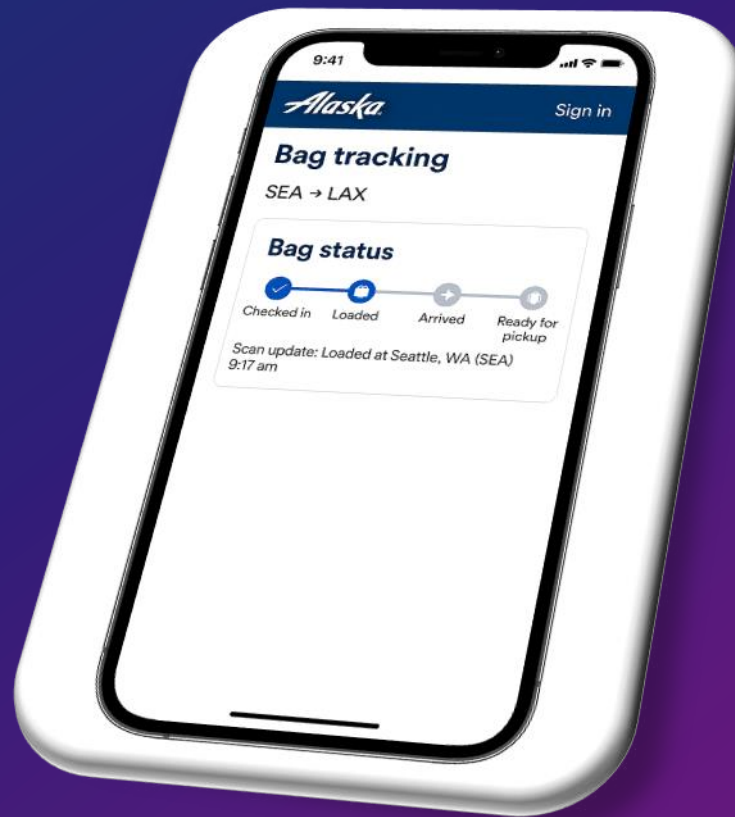 9:41
Alaska
Sign in
Bag tracking
SEA → LAX
Bag status
Checked in
Loaded
Arrived
Ready for
pickup
Scan update: Loaded at Seattle, WA (SEA)
9:17 am